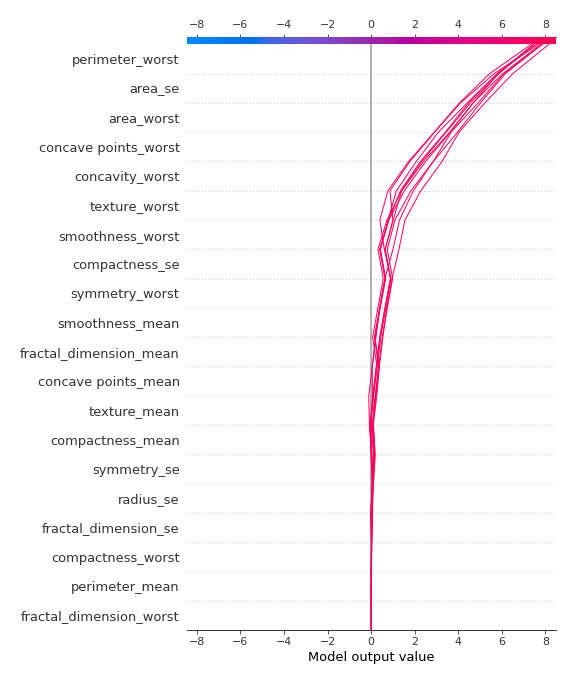 −8 −6 −4 −2 0 2 4 6 8
perimeter_worst
area_se
area_worst
concave points_worst
concavity_worst
texture_worst
smoothness_worst
compactness_se
symmetry_worst
smoothness_mean
fractal_dimension_mean
concave points_mean
texture_mean
compactness_mean
symmetry_se
radius_se
fractal_dimension_se
compactness_worst
perimeter_mean
fractal_dimension_worst
−8 −6 −4 −2 0 2 4 6 8
Model output value